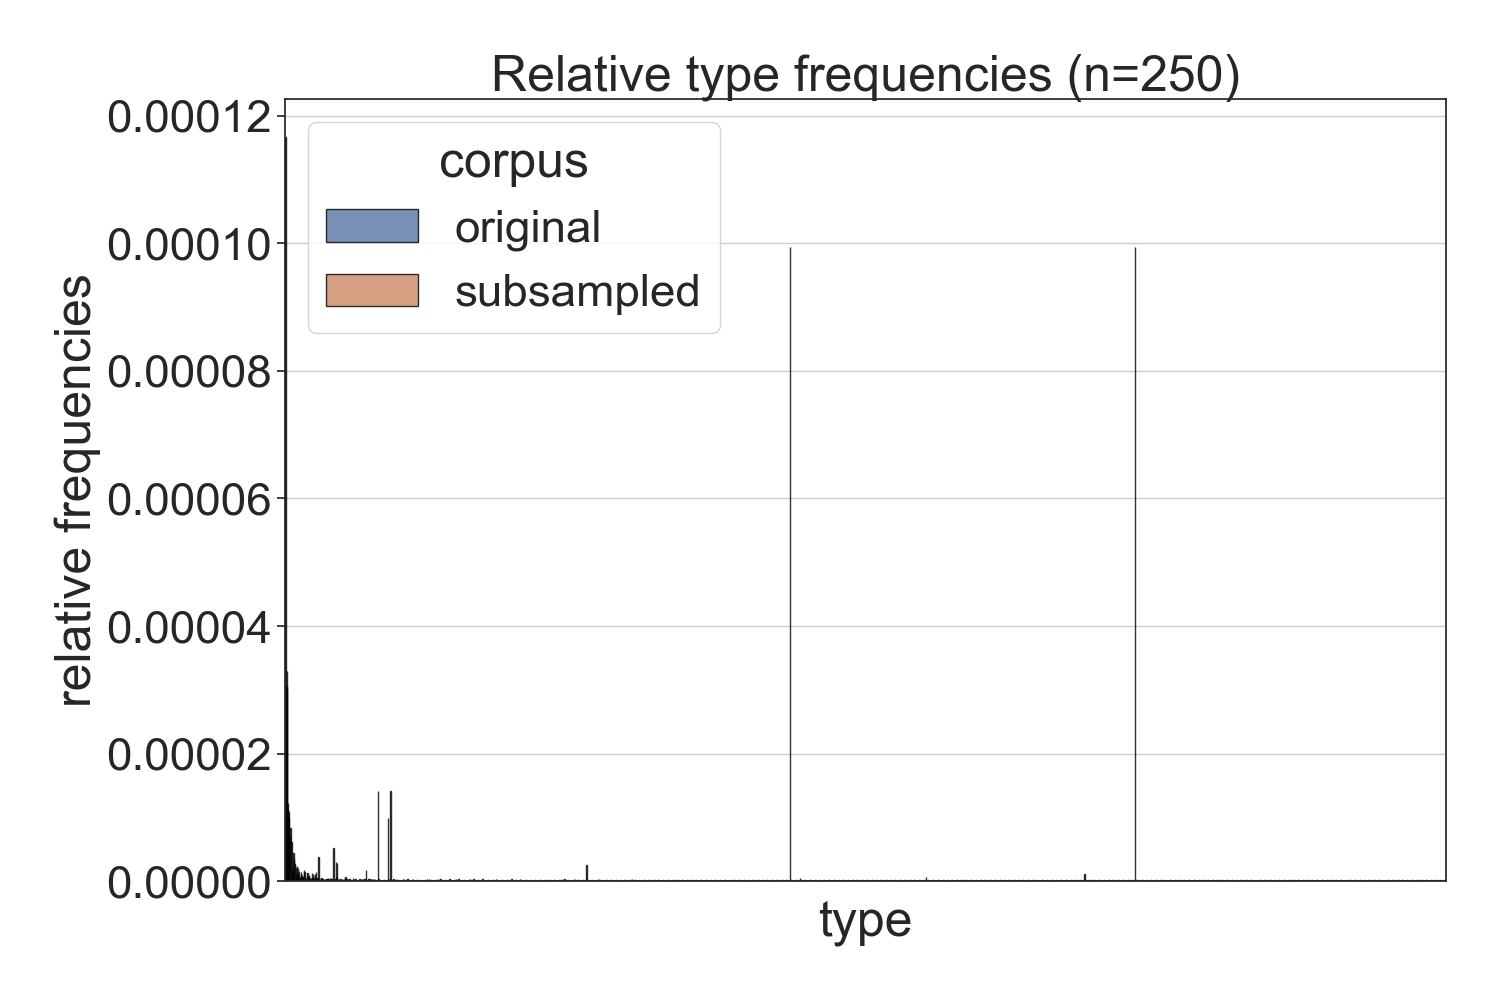 Relative type frequencies (n=250)
0.00012
0.00010
0.00008
0.00006
0.00004
0.00002
0.00000
relative frequencies
corpus
original
subsampled
type